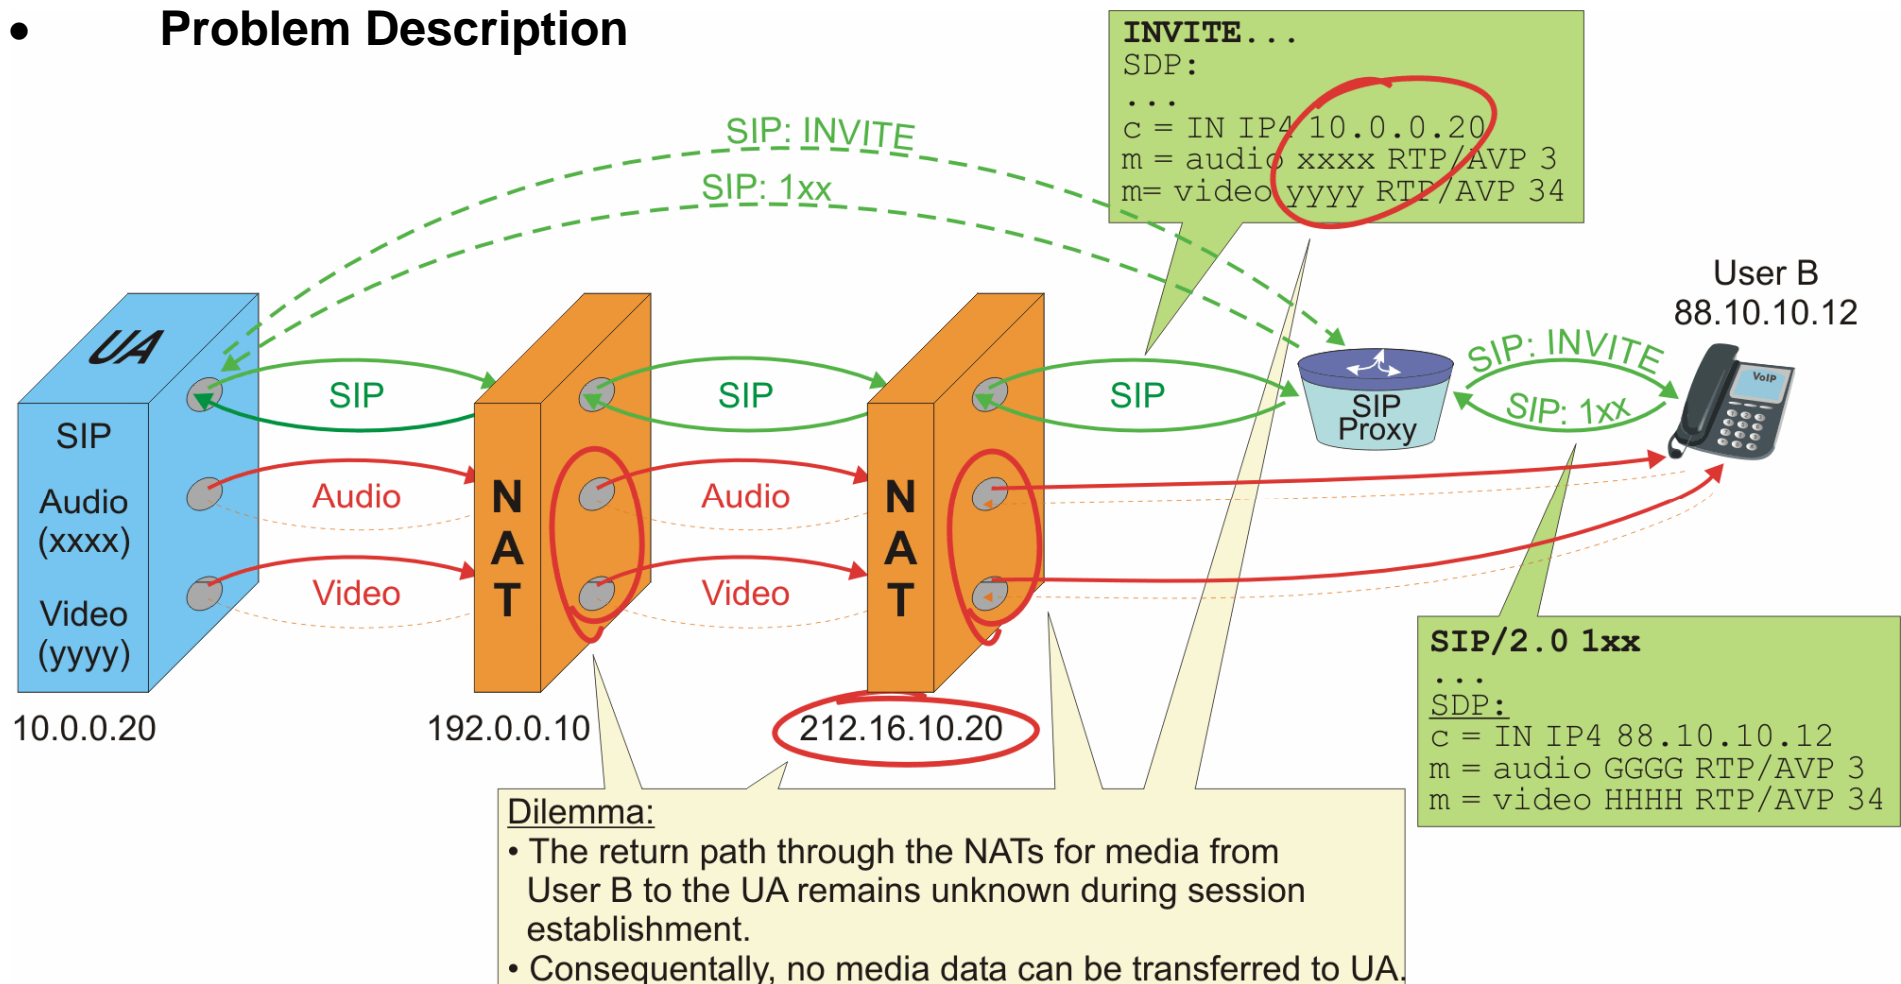 • Problem Description
INVITE...
SDP:
...
c = IN IP4 10.0.0.20
m = audio xxxx RTP/AVP 3
m= video yyyy RTP/AVP 34
SIP: INVITE
SIP: 1xx
User B
88.10.10.12
UA
SIP
Audio
(xxxx)
Video
(yyyy)
10.0.0.20
SIP
Audio
Video
N
A
T
192.0.0.10
SIP
Audio
Video
N
A
T
212.16.10.20
SIP
SIP
Proxy
SIP: INVITE
SIP: 1xx
VoIP
SIP/2.0 1xx
...
SDP:
c = IN IP4 88.10.10.12
m = audio GGGG RTP/AVP 3
m = video HHHH RTP/AVP 34
Dilemma:
• The return path through the NATs for media from
User B to the UA remains unknown during session
establishment.
• Consequentally, no media data can be transferred to UA.